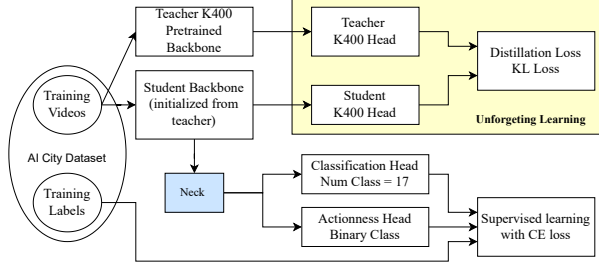 Teacher K400
Pretrained
Backbone
Teacher
K400 Head
Distillation Loss
KL Loss
Training
Videos
Student Backbone
(initialized from
teacher)
Student
K400 Head
Unforgeting Learning
AI City Dataset
Neck
Classification Head
Num Class = 17
Training
Labels
Actionness Head
Binary Class
Supervised learning
with CE loss